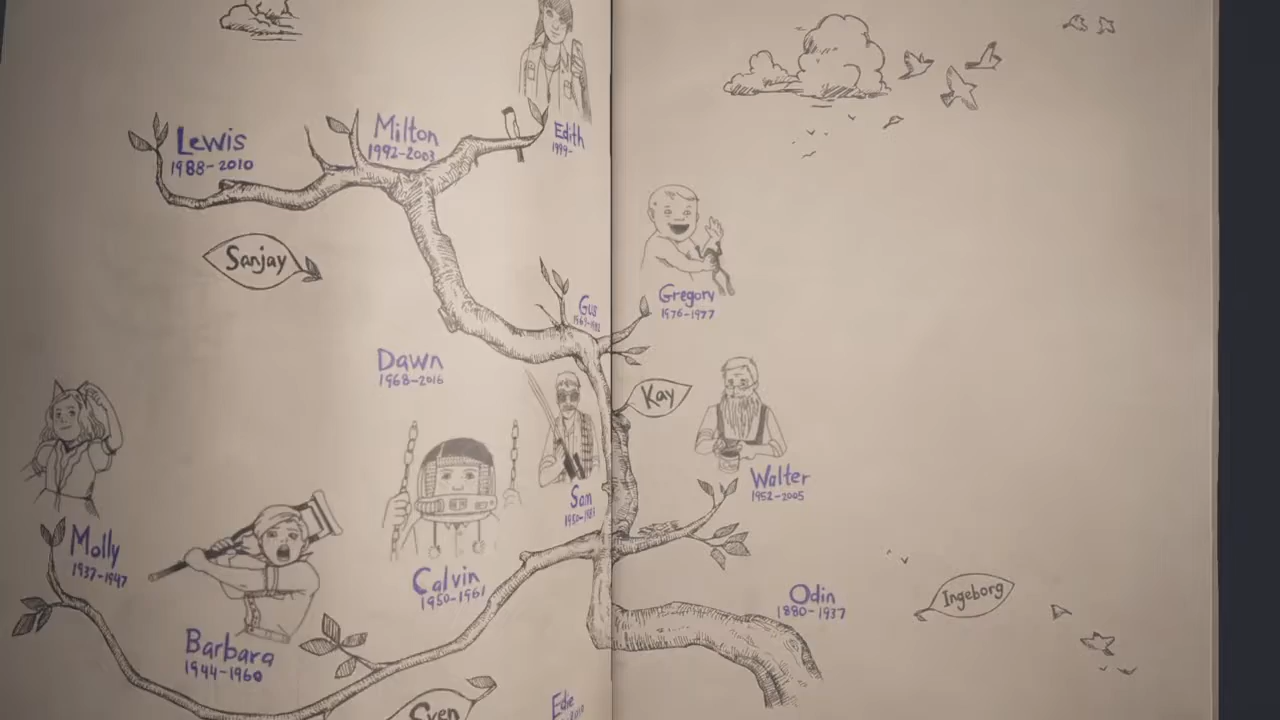 Lewis
1988-2010
Milton
1992-2003
Edith
1999-
Sanjay
Gregory
1976-1977
Gus
Dawn
1968-2016
Kay
Walter
1952-2005
Sam
Molly
1937-1947
Calvin
1950-1961
Barbara
1944-1960
Odin
1880-1937
Ingeborg
Sven
Edie